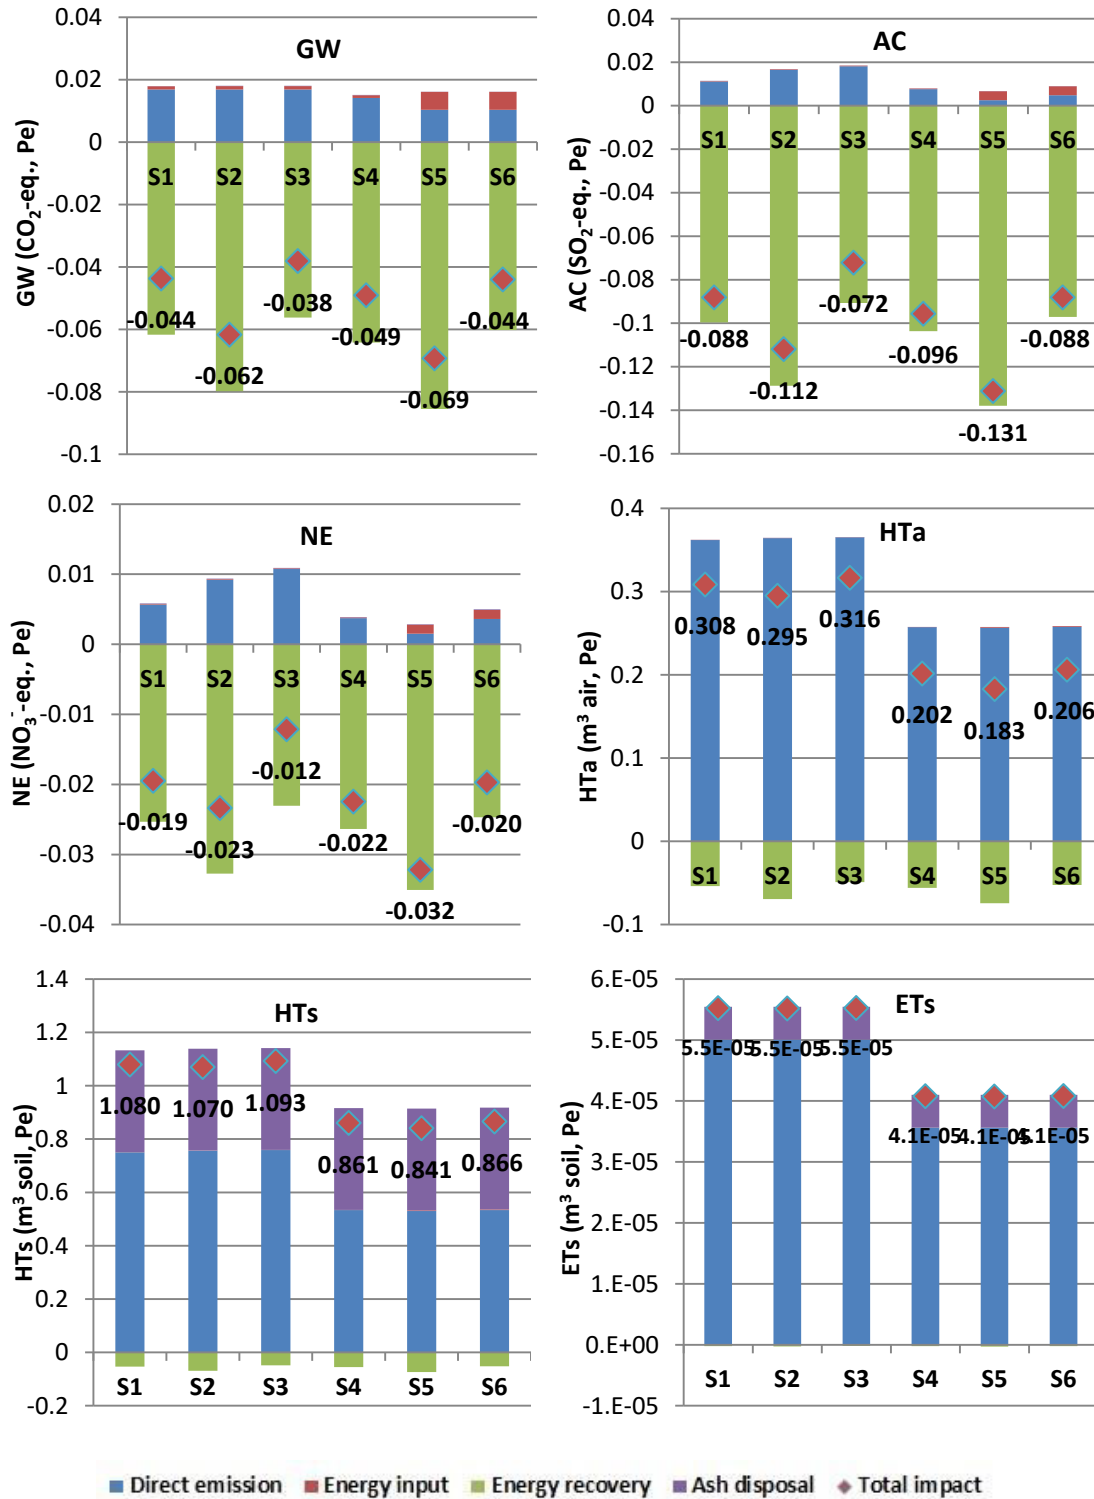 GW
0.04
0.02
0
-0.02
-0.04
-0.06
-0.08
-0.1
GW (CO₂-eq., Pe)
S1 S2 S3 S4 S5 S6
-0.044 -0.062 -0.038 -0.049 -0.069 -0.044
AC
0.04
0.02
0
-0.02
-0.04
-0.06
-0.08
-0.1
-0.12
-0.14
-0.16
AC (SO₂-eq., Pe)
S1 S2 S3 S4 S5 S6
-0.088 -0.112 -0.072 -0.096 -0.131 -0.088
NE
0.02
0.01
0
-0.01
-0.02
-0.03
-0.04
NE (NO₃⁻-eq., Pe)
S1 S2 S3 S4 S5 S6
-0.019 -0.023 -0.012 -0.022 -0.032 -0.020
HTa
0.4
0.3
0.2
0.1
0
-0.1
HTa (m³ air, Pe)
0.308 0.295 0.316 0.202 0.183 0.206
S1 S2 S3 S4 S5 S6
HTs
1.4
1.2
1
0.8
0.6
0.4
0.2
0
-0.2
HTs (m³ soil, Pe)
1.080 1.070 1.093 0.861 0.841 0.866
S1 S2 S3 S4 S5 S6
ETs
6.E-05
5.E-05
4.E-05
3.E-05
2.E-05
1.E-05
0.E+00
-1.E-05
ETs (m³ soil, Pe)
5.5E-05 5.5E-05 5.5E-05 4.1E-05 4.1E-05 4.1E-05
S1 S2 S3 S4 S5 S6
Direct emission Energy input Energy recovery Ash disposal Total impact